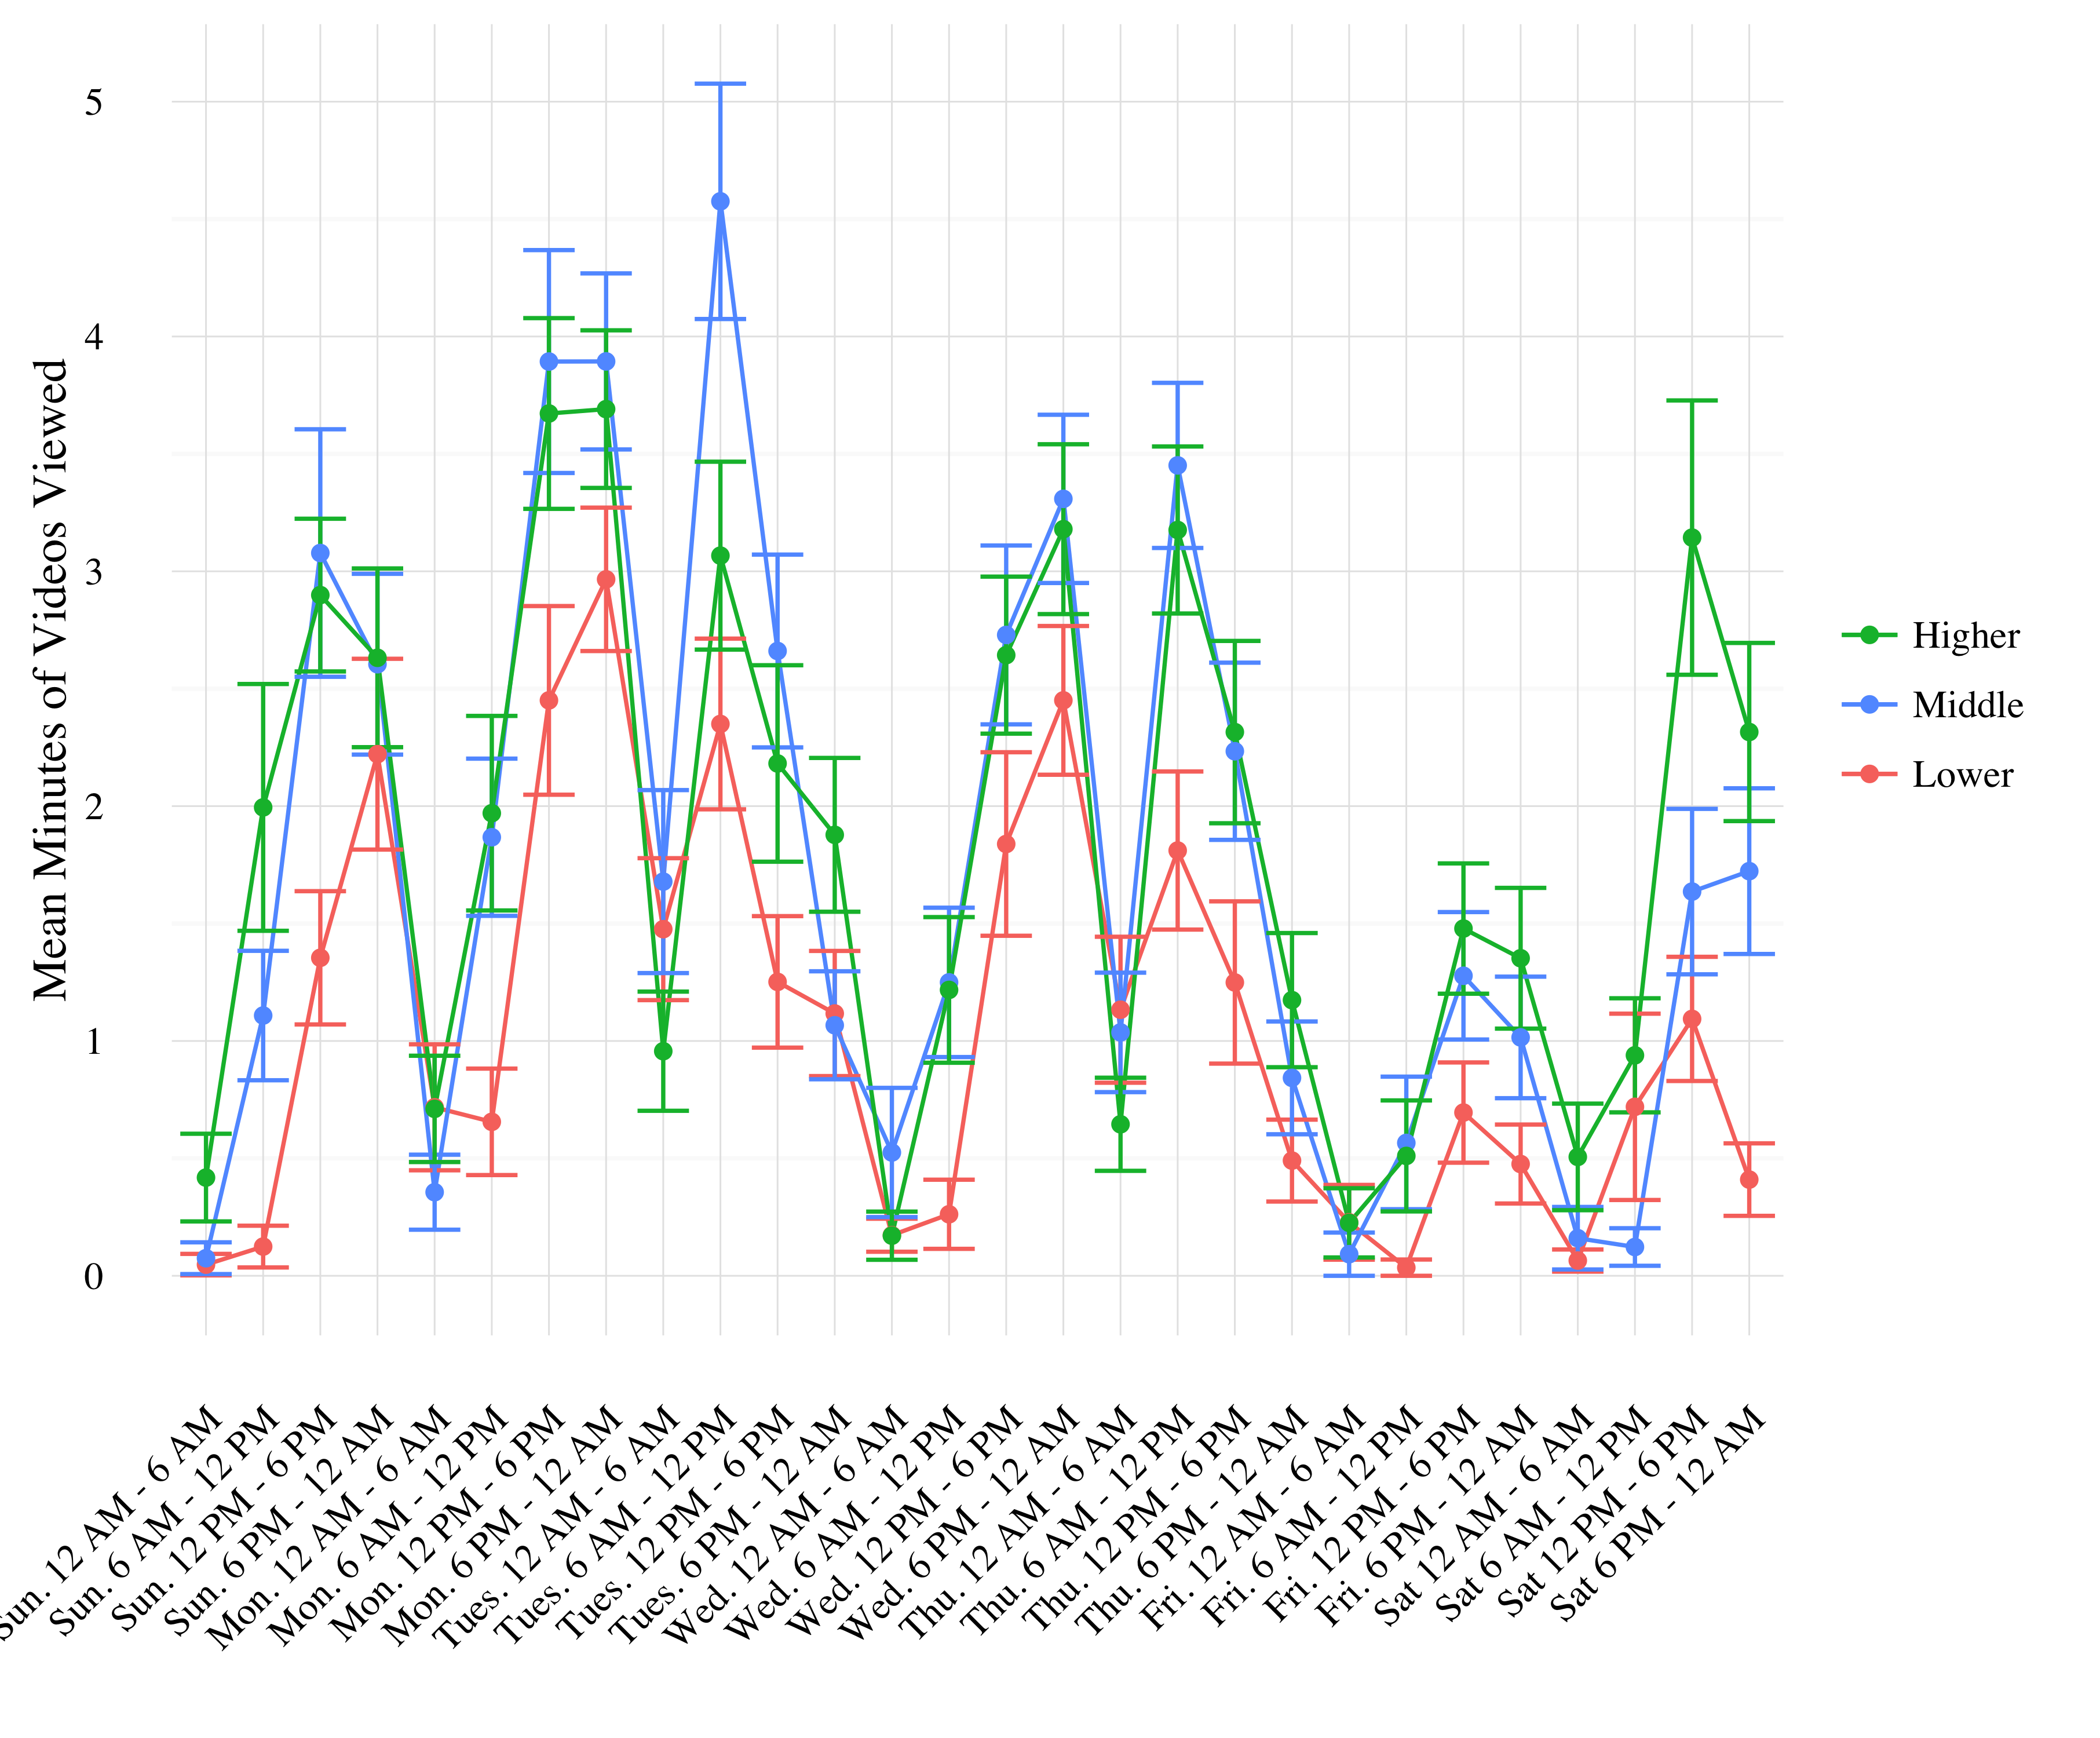 Mean Minutes of Videos Viewed
5
4
3
2
1
0
Sun. 12 AM - 6 AM
Sun. 6 AM - 12 PM
Sun. 12 PM - 6 PM
Sun. 6 PM - 12 AM
Mon. 12 AM - 6 AM
Mon. 6 AM - 12 PM
Mon. 12 PM - 6 PM
Mon. 6 PM - 12 AM
Tues. 12 AM - 6 AM
Tues. 6 AM - 12 PM
Tues. 12 PM - 6 PM
Tues. 6 PM - 12 AM
Wed. 12 AM - 6 AM
Wed. 6 AM - 12 PM
Wed. 12 PM - 6 PM
Wed. 6 PM - 12 AM
Thu. 12 AM - 6 AM
Thu. 6 AM - 12 PM
Thu. 12 PM - 6 PM
Thu. 6 PM - 12 AM
Fri. 12 AM - 6 AM
Fri. 6 AM - 12 PM
Fri. 12 PM - 6 PM
Fri. 6 PM - 12 AM
Sat 12 AM - 6 AM
Sat 6 AM - 12 PM
Sat 12 PM - 6 PM
Sat 6 PM - 12 AM
Higher
Middle
Lower